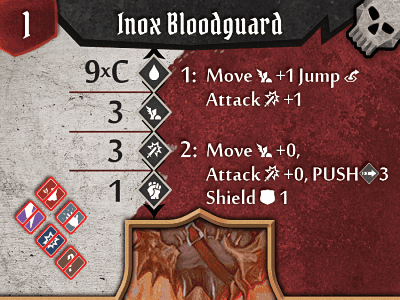 1
Inox Bloodguard
9xC
3
3
1
1: Move +1 Jump
Attack +1
2: Move +0,
Attack +0, PUSH 3
Shield 1